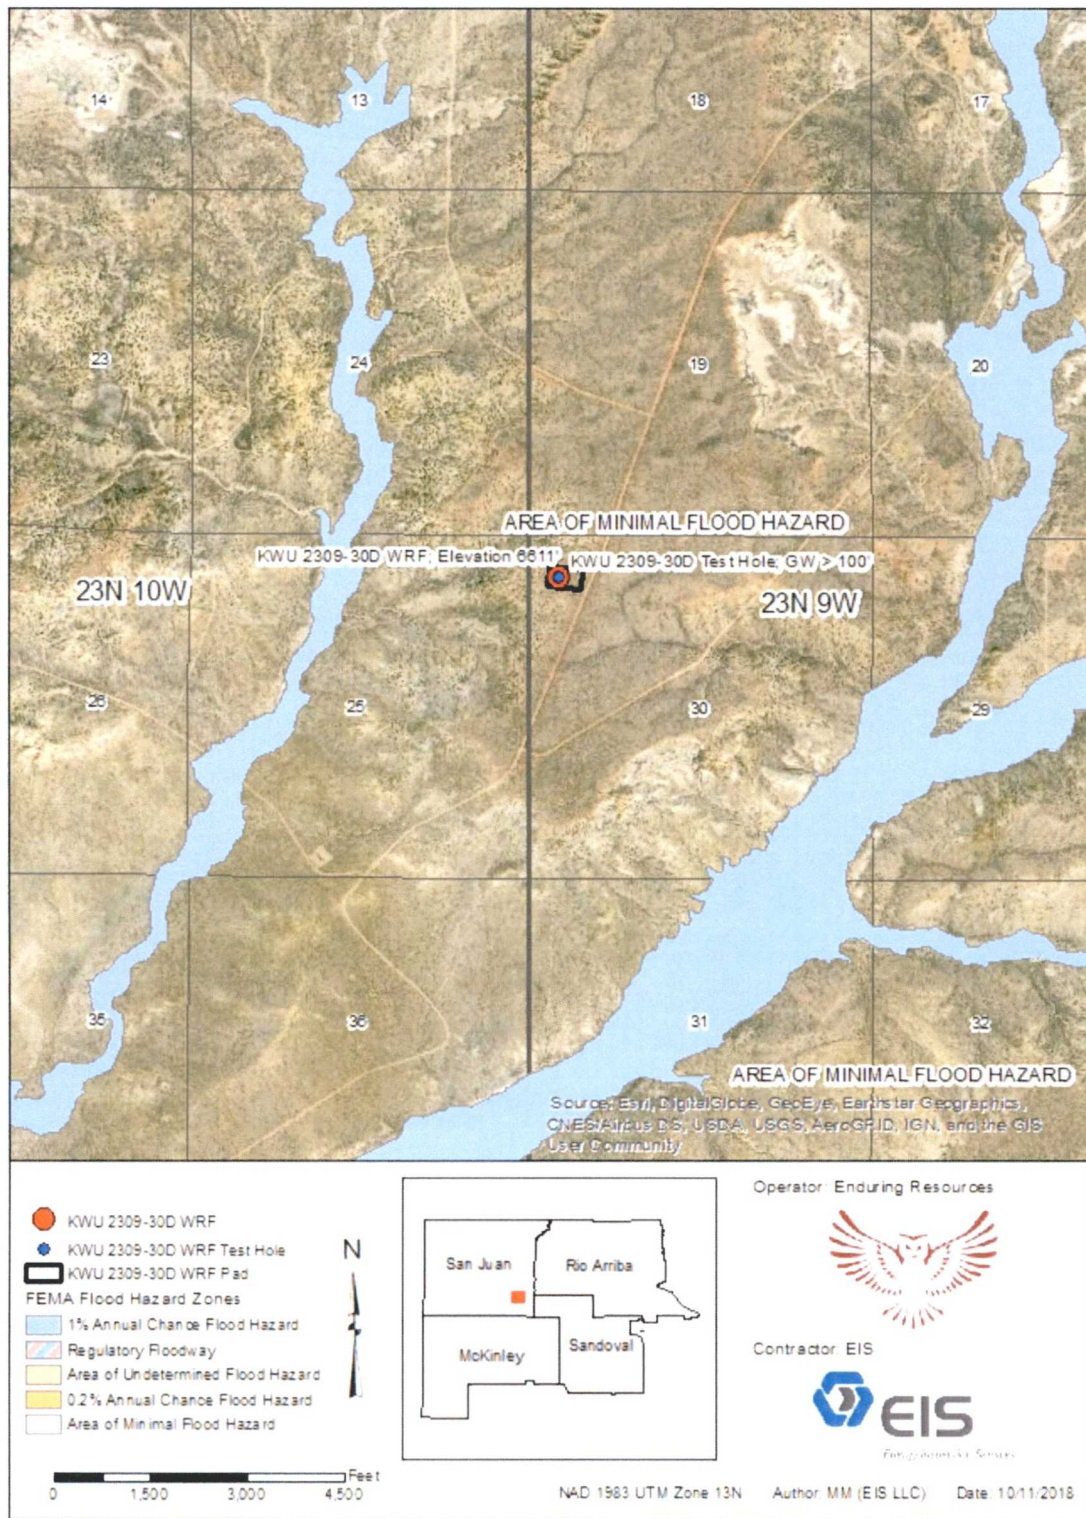 14
13
18
17
23
24
19
20
AREA OF MINIMAL FLOOD HAZARD
KWU 2309-30D WRF; Elevation 6611'
KWU 2309-30D Test Hole; GW > 100'
23N 10W
23N 9W
26
25
30
29
35
36
31
32
AREA OF MINIMAL FLOOD HAZARD
Source: Esri, DigitalGlobe, GeoEye, Earthstar Geographics,
CNES/Airbus DS, USDA, USGS, AeroGRID, IGN, and the GIS
User Community
KWU 2309-30D WRF
KWU 2309-30D WRF Test Hole
KWU 2309-30D WRF Pad
FEMA Flood Hazard Zones
1% Annual Chance Flood Hazard
Regulatory Floodway
Area of Undetermined Flood Hazard
0.2% Annual Chance Flood Hazard
Area of Minimal Flood Hazard
N
Feet
0 1,500 3,000 4,500
San Juan
Rio Arriba
McKinley
Sandoval
Operator: Enduring Resources
Contractor: EIS
EIS
NAD 1983 UTM Zone 13N Author: MM (EIS LLC) Date: 10/11/2018